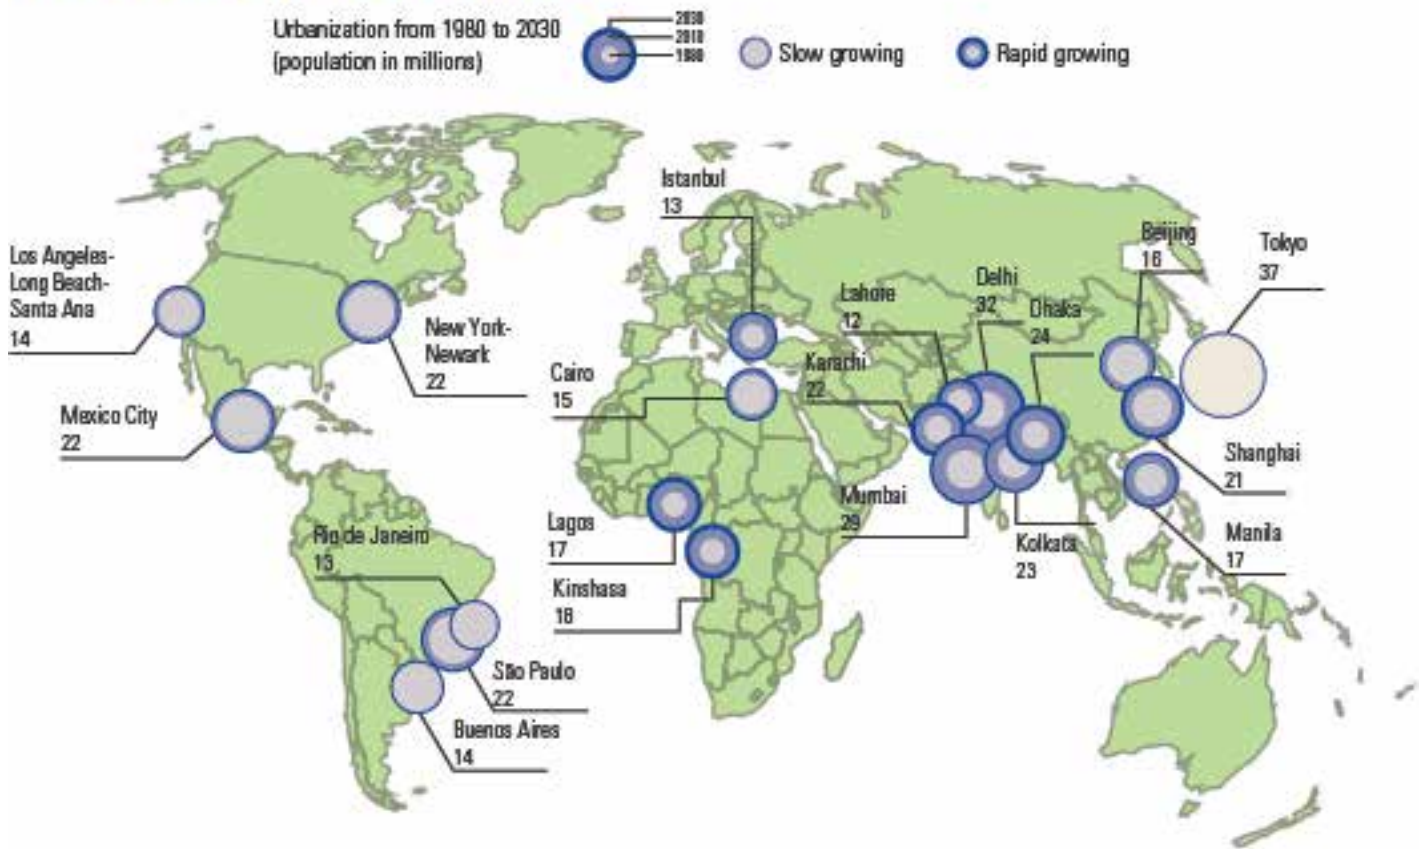 Urbanization from 1980 to 2030
(population in millions)
2030
2010
1980
Slow growing
Rapid growing
Istanbul
13
Los Angeles-
Long Beach-
Santa Ana
14
New York-
Newark
22
Mexico City
22
Cairo
15
Lahore
12
Delhi
32
Dhaka
24
Karachi
22
Beijing
16
Tokyo
37
Shanghai
21
Manila
17
Mumbai
29
Kolkata
23
Lagos
17
Kinshasa
18
Rio de Janeiro
13
São Paulo
22
Buenos Aires
14